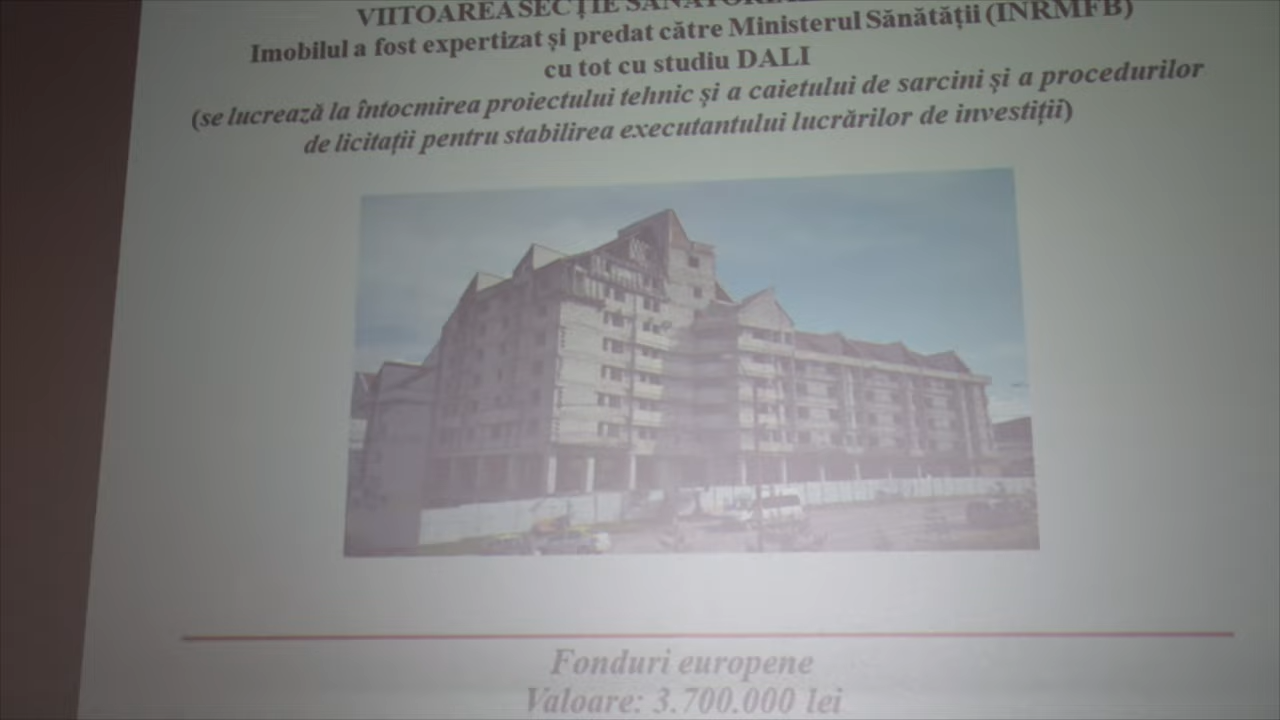 VIITOAREA SECȚIE
Imobilul a fost expertizat și predat către Ministerul Sănătății (INRMFB)
cu tot cu studiu DALI
(se lucrează la întocmirea proiectului tehnic și a caietului de sarcini și a procedurilor
de licitații pentru stabilirea executantului lucrărilor de investiții)
Fonduri europene
Valoare: 3.700.000 lei